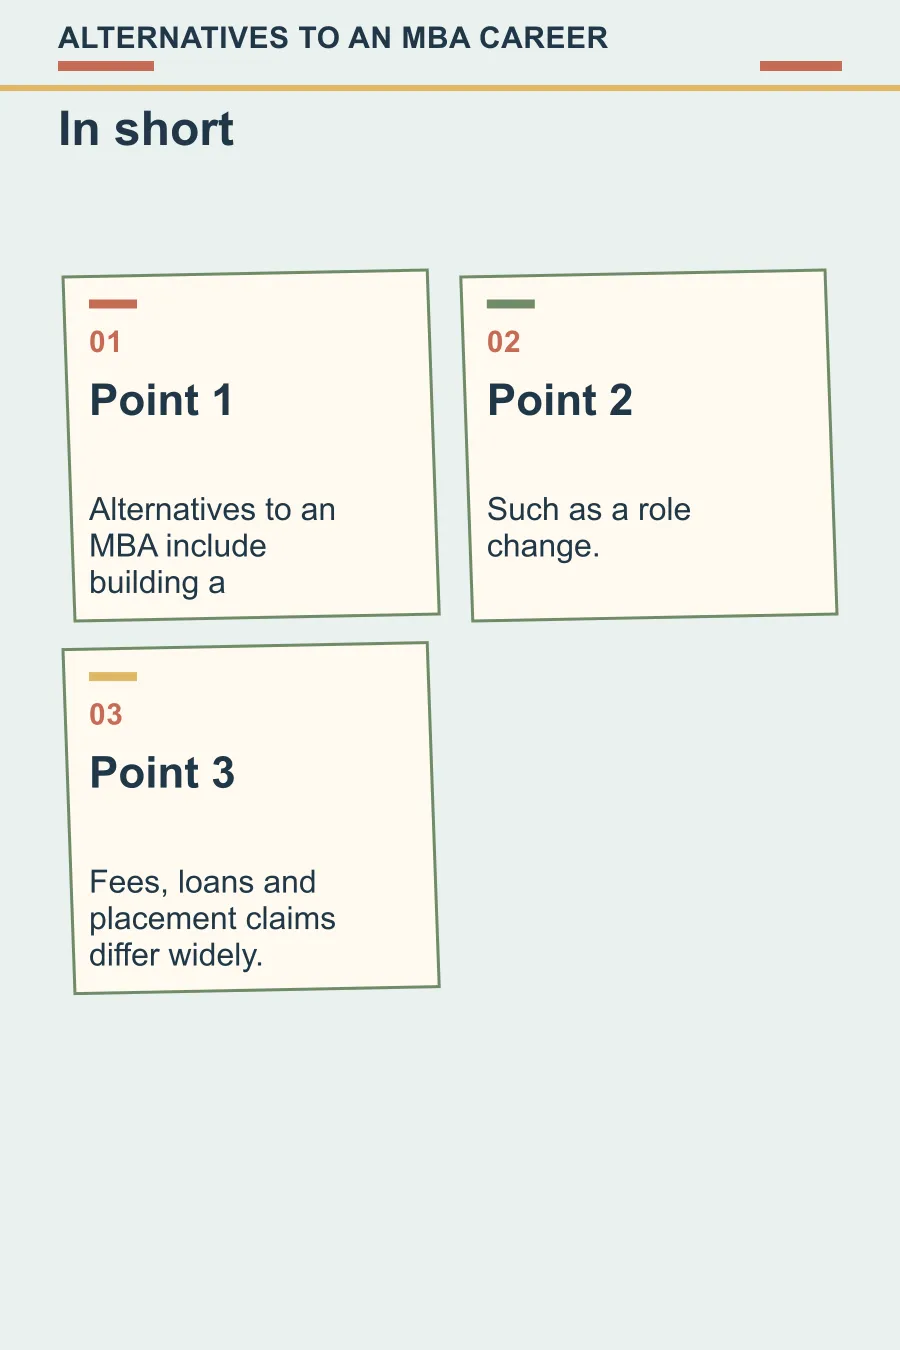 ALTERNATIVES TO AN MBA CAREER
In short
01
Point 1
Alternatives to an
MBA include
building a
02
Point 2
Such as a role
change.
03
Point 3
Fees, loans and
placement claims
differ widely.